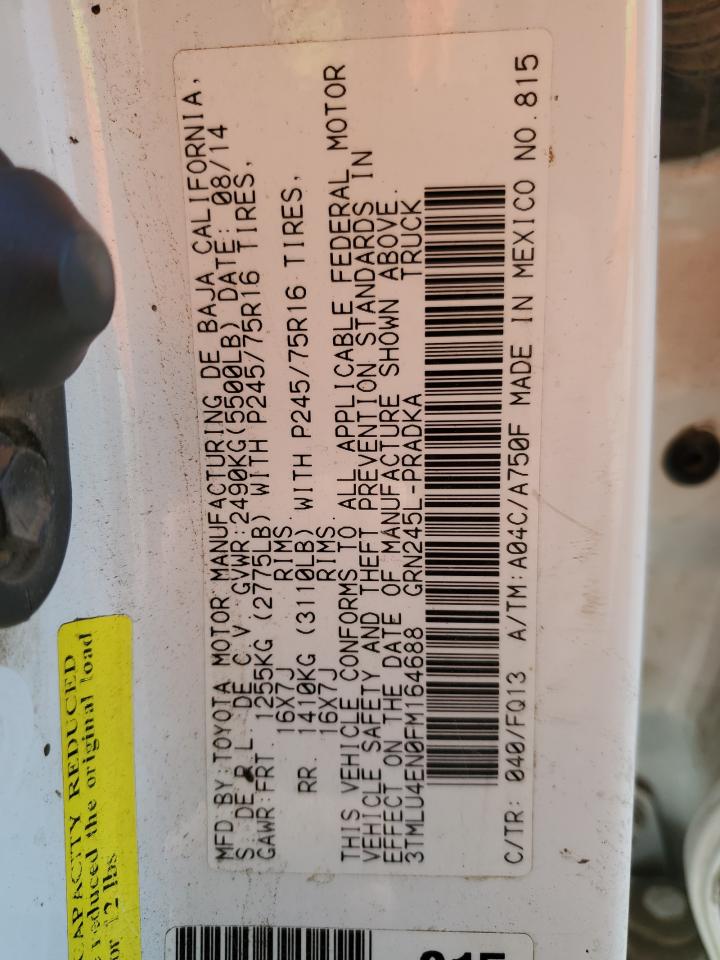 MFD BY:TOYOTA MOTOR MANUFACTURING DE BAJA CALIFORNIA,
S. DE R.L. DE C.V. GVWR:2490KG(5500LB) DATE: 08/14
GAWR:FRT. 1255KG (2775LB) WITH P245/75R16 TIRES,
16X7J RIMS.
RR. 1410KG (3110LB) WITH P245/75R16 TIRES,
16X7J RIMS.
THIS VEHICLE CONFORMS TO ALL APPLICABLE FEDERAL MOTOR
VEHICLE SAFETY AND THEFT PREVENTION STANDARDS IN
EFFECT ON THE DATE OF MANUFACTURE SHOWN ABOVE.
3TMLU4EN0FM164688 GRN245L-PRADKA TRUCK
C/TR: 040/FQ13 A/TM:A04C/A750F MADE IN MEXICO NO.815
CAPACITY REDUCED
reduced the original load
or 12 lbs